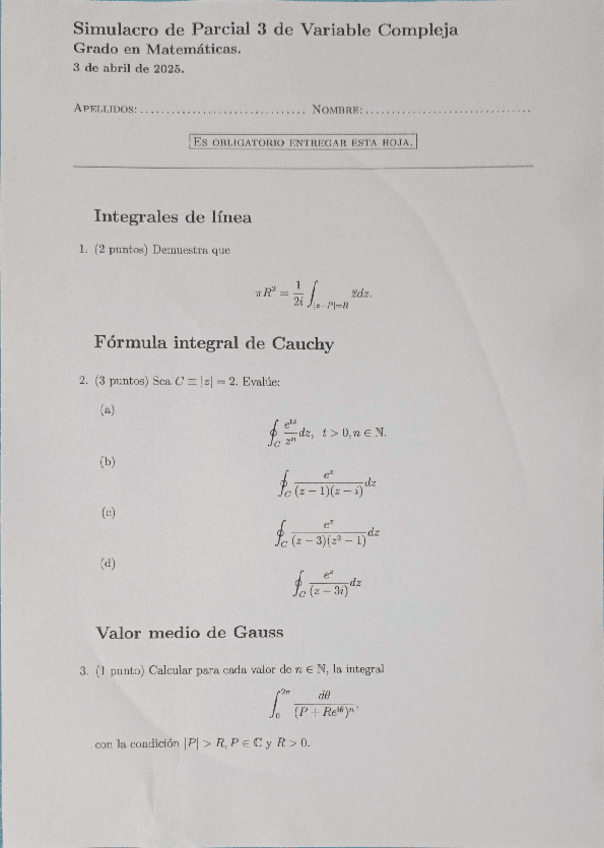 Simulacro de Parcial 3 de Variable Compleja
Grado en Matemáticas.
3 de abril de 2025.
Apellidos: .............................. Nombre: ..............................
Es obligatorio entregar esta hoja.
Integrales de línea
1. (2 puntos) Demuestra que
πR² = 1/(2i) ∫_{|z−P|=R} z̄dz.
Fórmula integral de Cauchy
2. (3 puntos) Sea C ≡ |z| = 2. Evalúe:
(a)
∮_C e^{tz}/z^n dz, t > 0, n ∈ ℕ.
(b)
∮_C e^z/((z − 1)(z − i)) dz
(c)
∮_C e^z/((z − 3)(z² − 1)) dz
(d)
∮_C e^z/(z − 3i) dz
Valor medio de Gauss
3. (1 punto) Calcular para cada valor de n ∈ ℕ, la integral
∫_0^{2π} dθ/(P + Re^{iθ})^n,
con la condición |P| > R, P ∈ ℂ y R > 0.